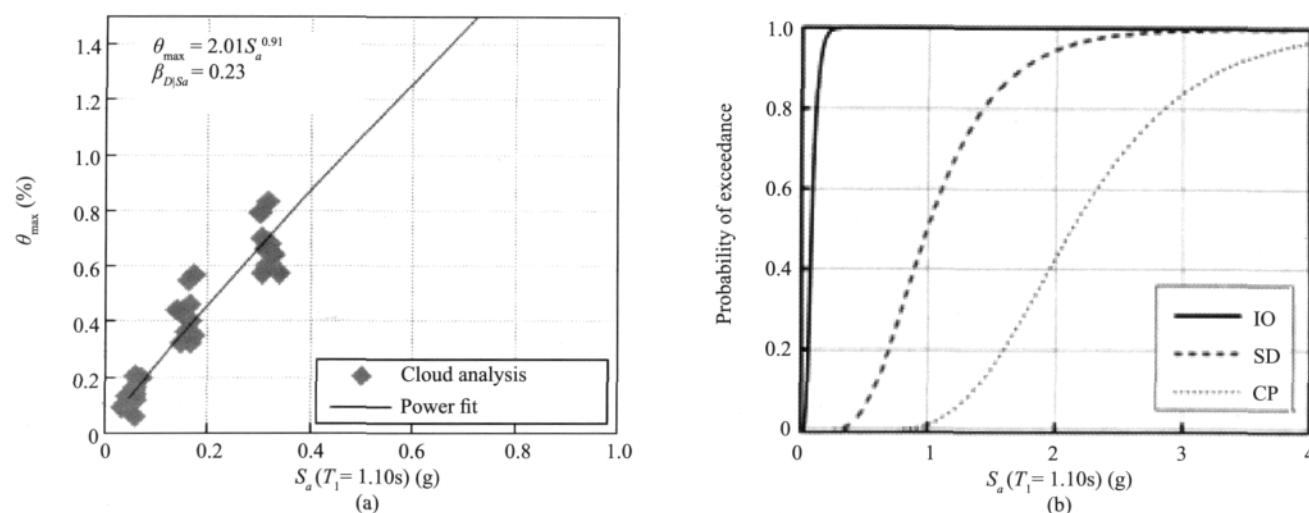 θmax = 2.01Sa^0.91
βD|Sa = 0.23
1.4
1.2
1.0
0.8
0.6
0.4
0.2
0
θmax (%)
Cloud analysis
Power fit
0 0.2 0.4 0.6 0.8 1.0
Sa (T1= 1.10s) (g)
(a)
1.0
0.8
0.6
0.4
0.2
0
Probability of exceedance
IO
SD
CP
0 1 2 3 4
Sa (T1= 1.10s) (g)
(b)